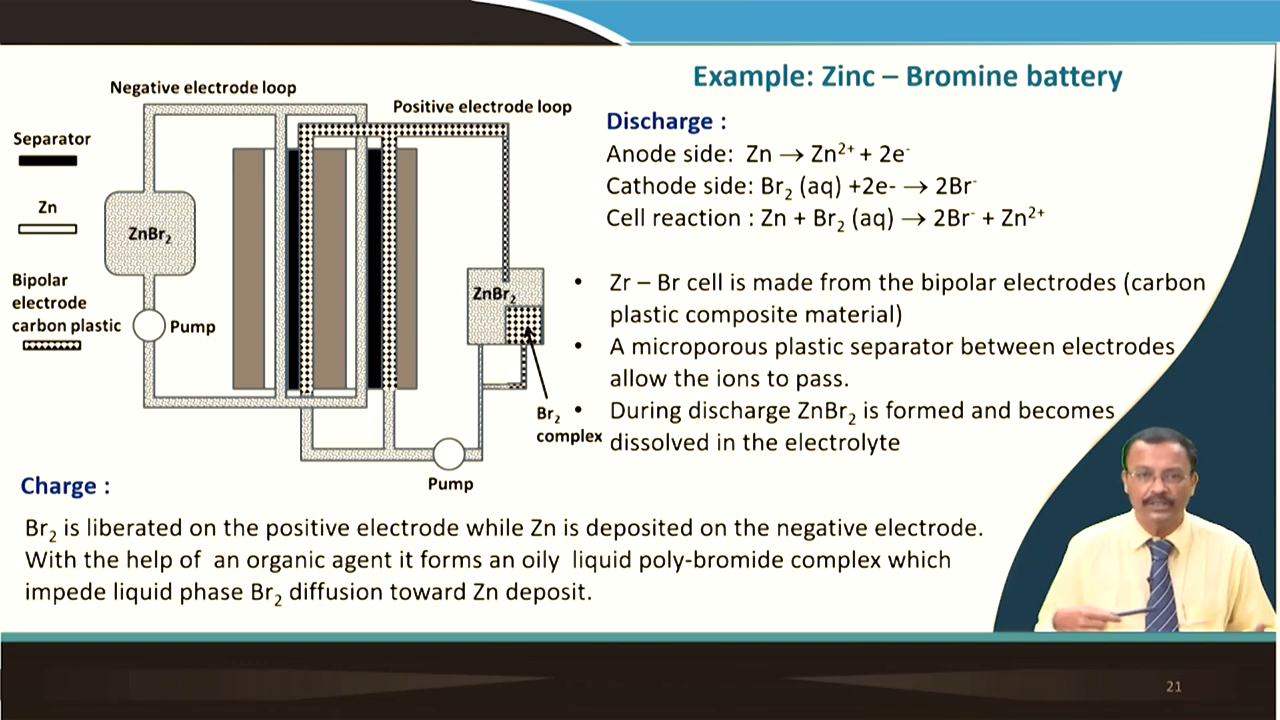 Example: Zinc – Bromine battery
Negative electrode loop
Positive electrode loop
Separator
Zn
Bipolar
electrode
carbon plastic
ZnBr₂
Pump
ZnBr₂
Br₂
complex
Pump
Discharge :
Anode side: Zn → Zn²⁺ + 2e⁻
Cathode side: Br₂ (aq) +2e- → 2Br⁻
Cell reaction : Zn + Br₂ (aq) → 2Br⁻ + Zn²⁺
• Zr – Br cell is made from the bipolar electrodes (carbon
plastic composite material)
• A microporous plastic separator between electrodes
allow the ions to pass.
• During discharge ZnBr₂ is formed and becomes
dissolved in the electrolyte
Charge :
Br₂ is liberated on the positive electrode while Zn is deposited on the negative electrode.
With the help of an organic agent it forms an oily liquid poly-bromide complex which
impede liquid phase Br₂ diffusion toward Zn deposit.
21